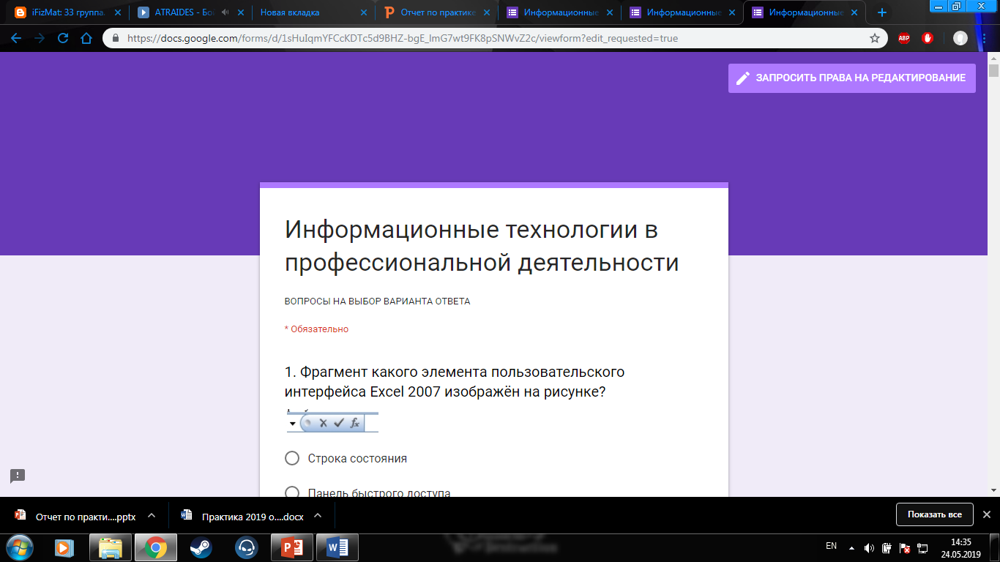 iFizMat: 33 группа.
ATRAIDES - Бой
Новая вкладка
Отчет по практике
Информационные
Информационные
Информационные
https://docs.google.com/forms/d/1sHuIqmYFCcKDTc5d9BHZ-bgE_lmG7wt9FK8pSNWvZ2c/viewform?edit_requested=true
ABP
ЗАПРОСИТЬ ПРАВА НА РЕДАКТИРОВАНИЕ
Информационные технологии в
профессиональной деятельности
ВОПРОСЫ НА ВЫБОР ВАРИАНТА ОТВЕТА
* Обязательно
1. Фрагмент какого элемента пользовательского
интерфейса Excel 2007 изображён на рисунке?
fx
Строка состояния
Панель быстрого доступа
Отчет по практи....pptx
Практика 2019 о....docx
Показать все
EN
14:35
24.05.2019